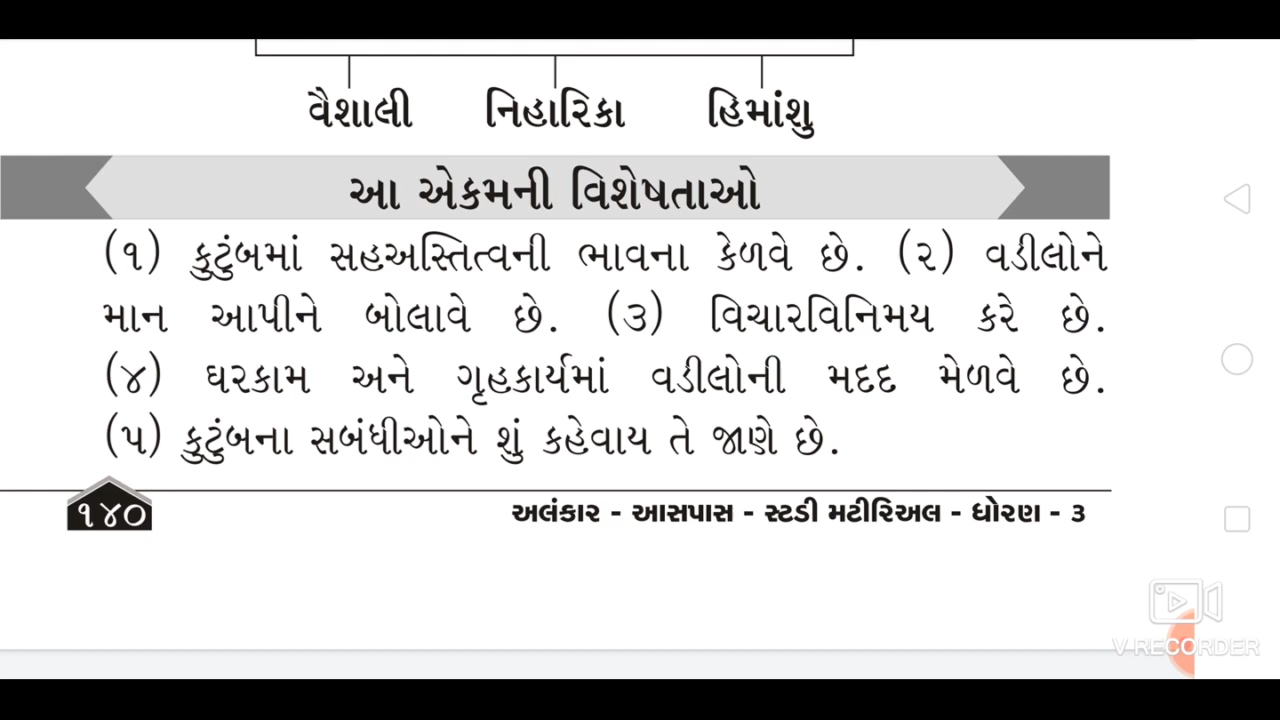 વૈશાલી નિહારિકા હિમાંશુ
આ એકમની વિશેષતાઓ
(૧) કુટુંબમાં સહઅસ્તિત્વની ભાવના કેળવે છે. (૨) વડીલોને
માન આપીને બોલાવે છે. (૩) વિચારવિનિમય કરે છે.
(૪) ઘરકામ અને ગૃહકાર્યમાં વડીલોની મદદ મેળવે છે.
(૫) કુટુંબના સબંધીઓને શું કહેવાય તે જાણે છે.
૧૪૦ અલંકાર - આસપાસ - સ્ટડી મટીરિઅલ - ધોરણ - ૩
V RECORDER